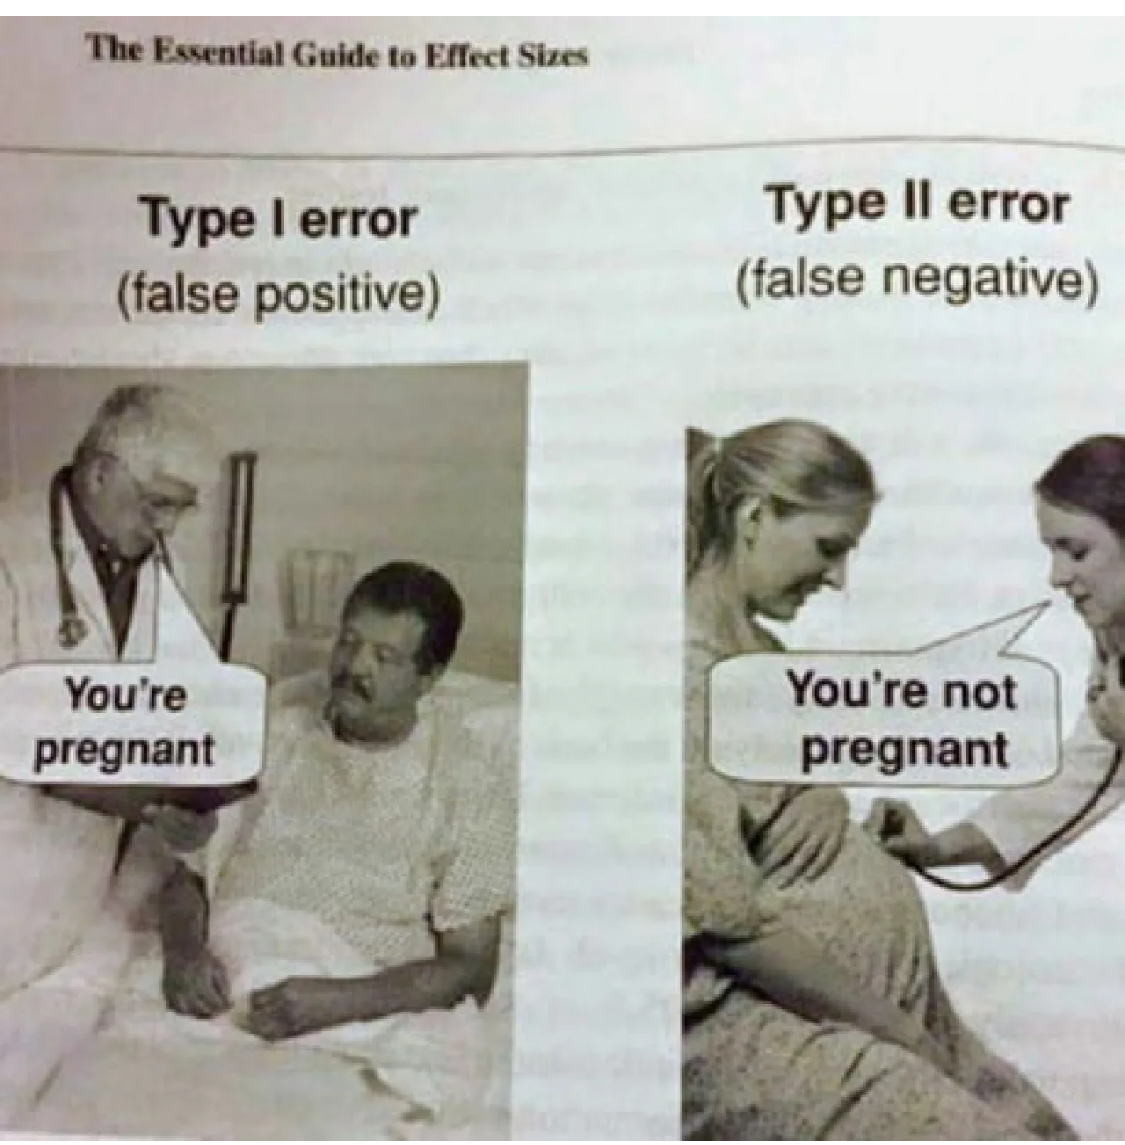 The Essential Guide to Effect Sizes
Type I error
(false positive)
You're
pregnant
Type II error
(false negative)
You're not
pregnant